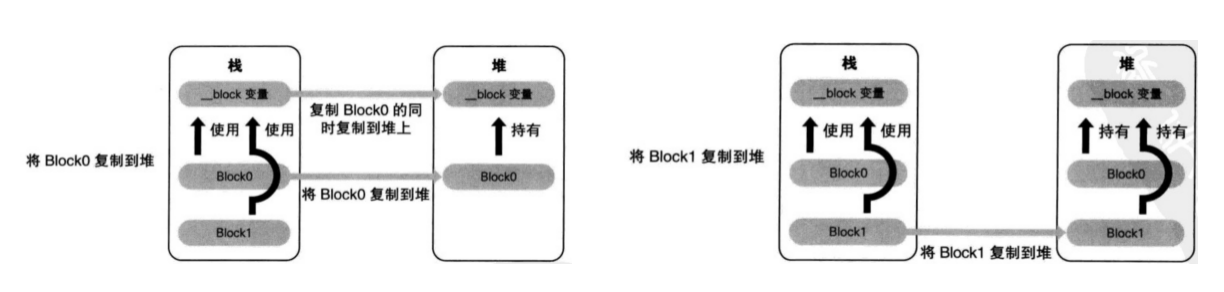 栈
堆
__block 变量
__block 变量
复制 Block0 的同
时复制到堆上
使用
使用
持有
将 Block0 复制到堆
Block0
Block0
将 Block0 复制到堆
Block1
栈
堆
__block 变量
__block 变量
使用
使用
持有
持有
将 Block1 复制到堆
Block0
Block0
Block1
Block1
将 Block1 复制到堆